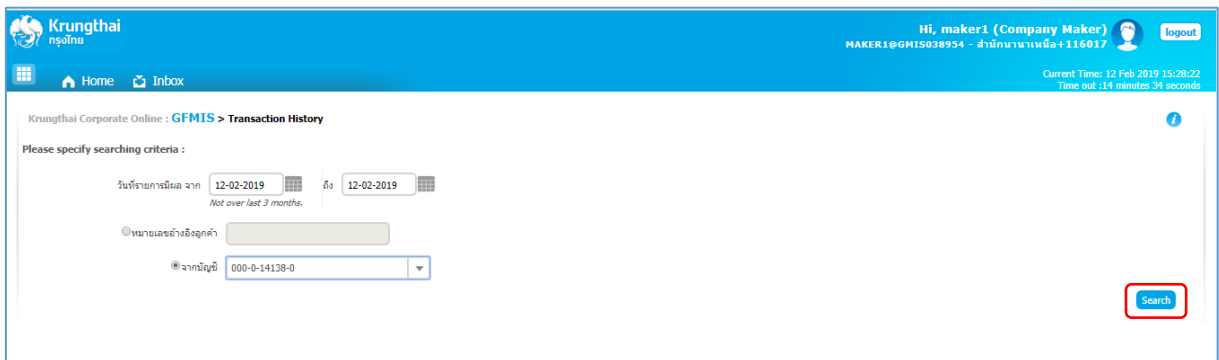 Krungthai
กรุงไทย
Hi, maker1 (Company Maker)
MAKER1@GMIS038954 - สำนักนานาเนมือ+116017
logout
Home Inbox
Current Time: 12 Feb 2019 15:28:22
Time out :14 minutes 34 seconds
Krungthai Corporate Online : GFMIS > Transaction History
Please specify searching criteria :
วันที่รายการมีผล จาก 12-02-2019 ถึง 12-02-2019
Not over last 3 months.
หมายเลขอ้างอิงลูกค้า
จากบัญชี 000-0-14138-0
Search